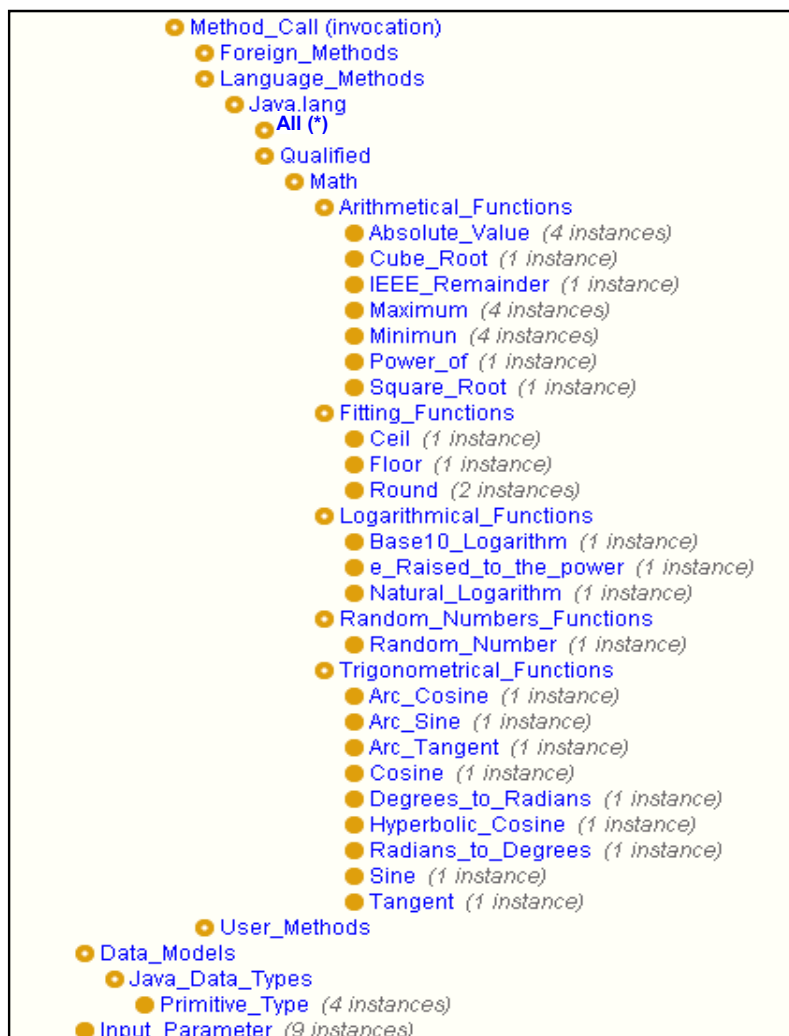 Method_Call (invocation)
Foreign_Methods
Language_Methods
Java.lang
All (*)
Qualified
Math
Arithmetical_Functions
Absolute_Value (4 instances)
Cube_Root (1 instance)
IEEE_Remainder (1 instance)
Maximum (4 instances)
Minimun (4 instances)
Power_of (1 instance)
Square_Root (1 instance)
Fitting_Functions
Ceil (1 instance)
Floor (1 instance)
Round (2 instances)
Logarithmical_Functions
Base10_Logarithm (1 instance)
e_Raised_to_the_power (1 instance)
Natural_Logarithm (1 instance)
Random_Numbers_Functions
Random_Number (1 instance)
Trigonometrical_Functions
Arc_Cosine (1 instance)
Arc_Sine (1 instance)
Arc_Tangent (1 instance)
Cosine (1 instance)
Degrees_to_Radians (1 instance)
Hyperbolic_Cosine (1 instance)
Radians_to_Degrees (1 instance)
Sine (1 instance)
Tangent (1 instance)
User_Methods
Data_Models
Java_Data_Types
Primitive_Type (4 instances)
Input_Parameter (9 instances)